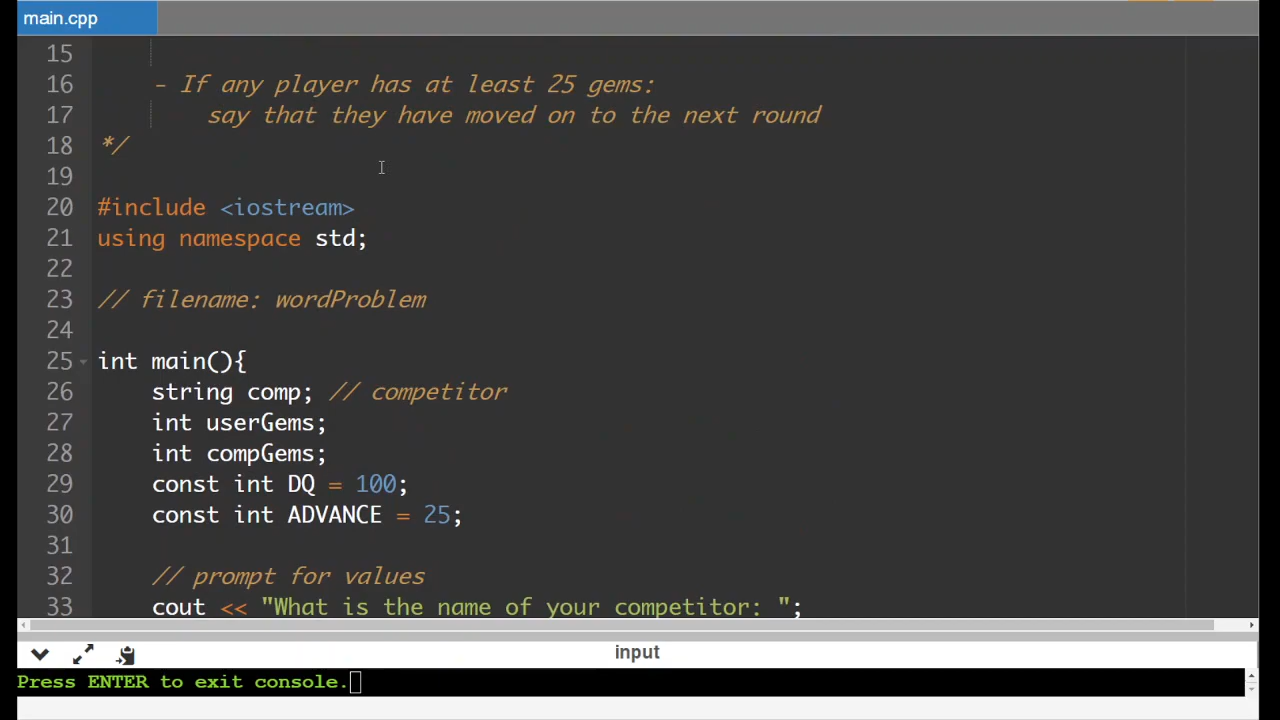 main.cpp
15
16 - If any player has at least 25 gems:
17 say that they have moved on to the next round
18 */
19
20 #include <iostream>
21 using namespace std;
22
23 // filename: wordProblem
24
25 int main(){
26 string comp; // competitor
27 int userGems;
28 int compGems;
29 const int DQ = 100;
30 const int ADVANCE = 25;
31
32 // prompt for values
33 cout << "What is the name of your competitor: ";
input
Press ENTER to exit console.